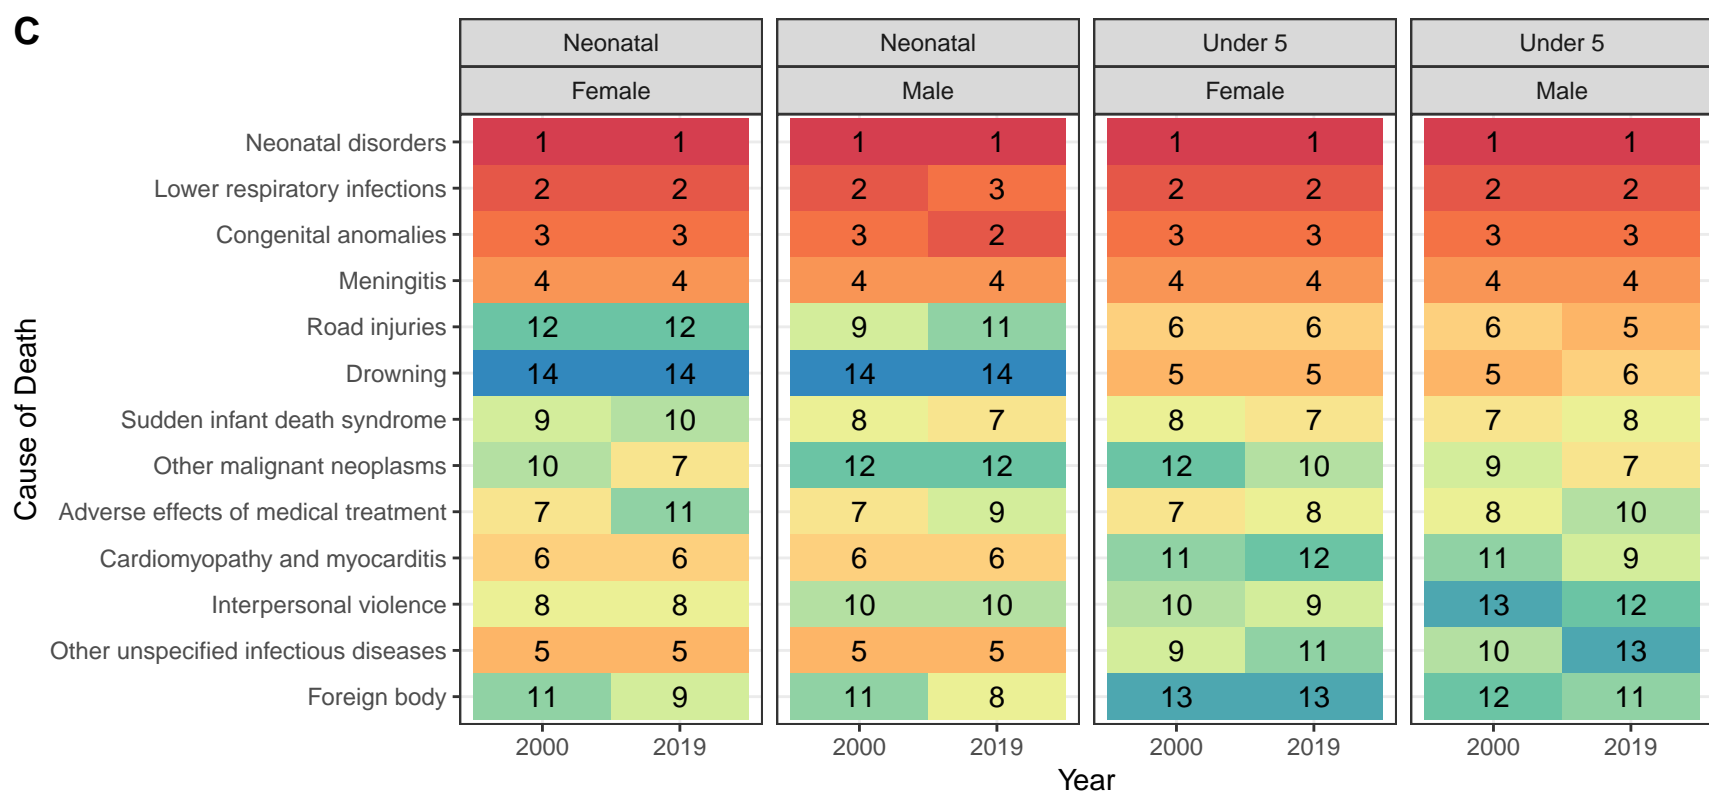 C
Neonatal Neonatal Under 5 Under 5
Female Male Female Male
Cause of Death
Neonatal disorders 1 1 1 1 1 1 1 1
Lower respiratory infections 2 2 2 3 2 2 2 2
Congenital anomalies 3 3 3 2 3 3 3 3
Meningitis 4 4 4 4 4 4 4 4
Road injuries 12 12 9 11 6 6 6 5
Drowning 14 14 14 14 5 5 5 6
Sudden infant death syndrome 9 10 8 7 8 7 7 8
Other malignant neoplasms 10 7 12 12 12 10 9 7
Adverse effects of medical treatment 7 11 7 9 7 8 8 10
Cardiomyopathy and myocarditis 6 6 6 6 11 12 11 9
Interpersonal violence 8 8 10 10 10 9 13 12
Other unspecified infectious diseases 5 5 5 5 9 11 10 13
Foreign body 11 9 11 8 13 13 12 11
2000 2019 2000 2019 2000 2019 2000 2019
Year